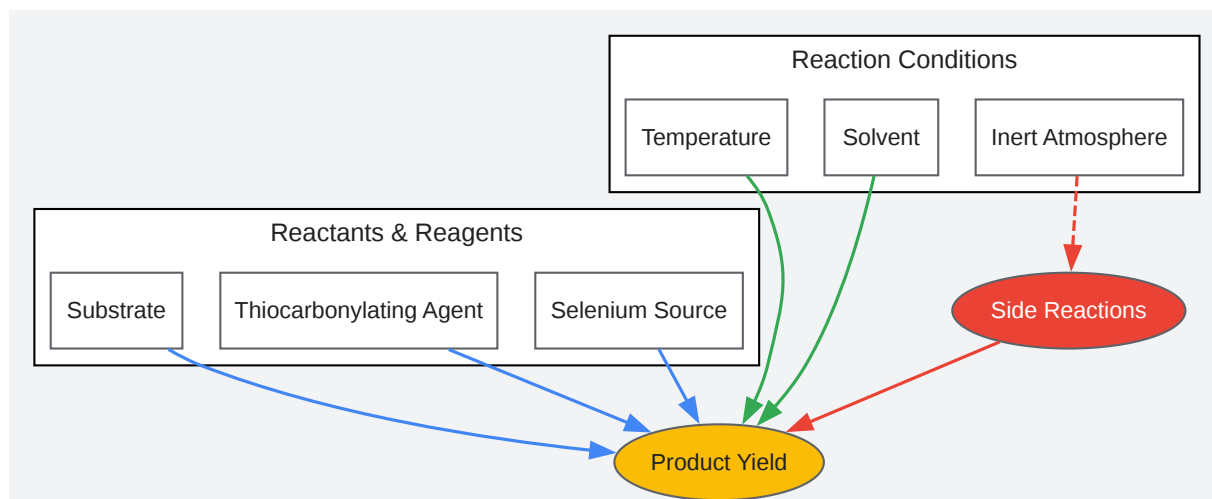 Reaction Conditions
Temperature
Solvent
Inert Atmosphere
Reactants & Reagents
Substrate
Thiocarbonylating Agent
Selenium Source
Side Reactions
Product Yield